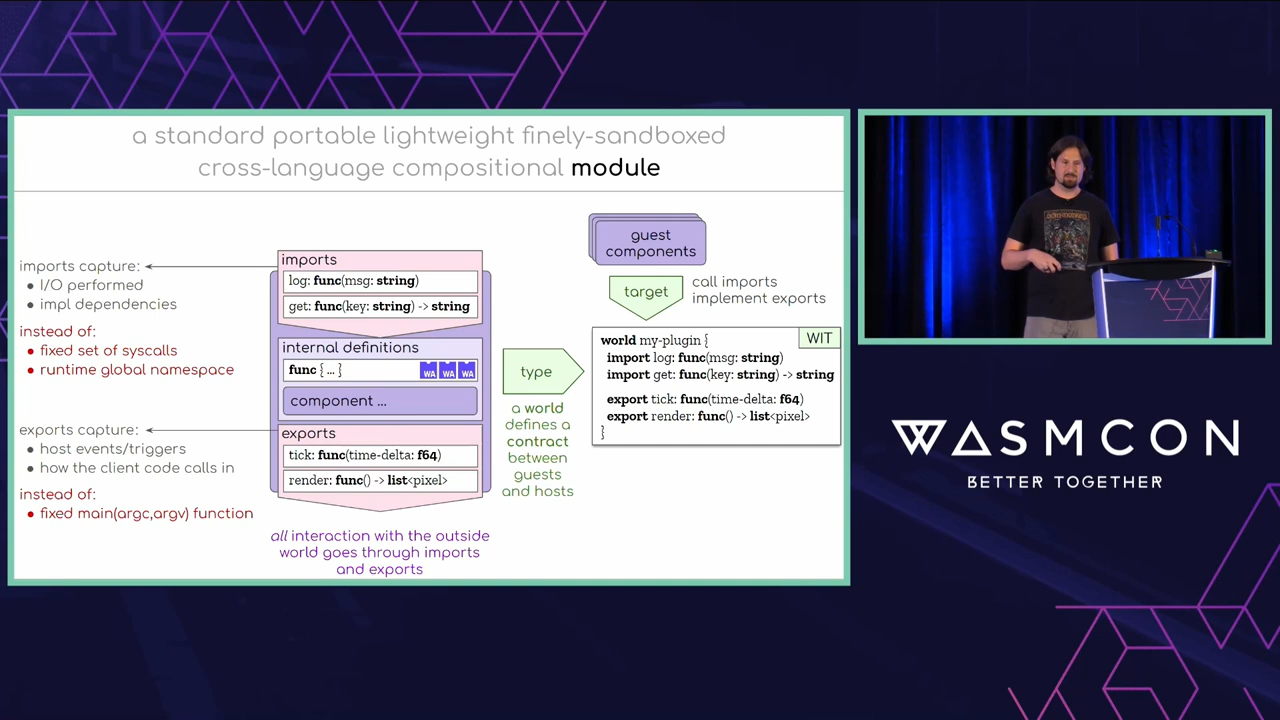 a standard portable lightweight finely-sandboxed
cross-language compositional module
imports capture:
● I/O performed
● impl dependencies
instead of:
● fixed set of syscalls
● runtime global namespace
exports capture:
● host events/triggers
● how the client code calls in
instead of:
● fixed main(argc,argv) function
imports
log: func(msg: string)
get: func(key: string) -> string
internal definitions
func { ... }
WA WA WA
component ...
exports
tick: func(time-delta: f64)
render: func() -> list<pixel>
all interaction with the outside
world goes through imports
and exports
type
a world
defines a
contract
between
guests
and hosts
guest
components
target
call imports
implement exports
WIT
world my-plugin {
import log: func(msg: string)
import get: func(key: string) -> string
export tick: func(time-delta: f64)
export render: func() -> list<pixel>
}
WASMCON
BETTER TOGETHER